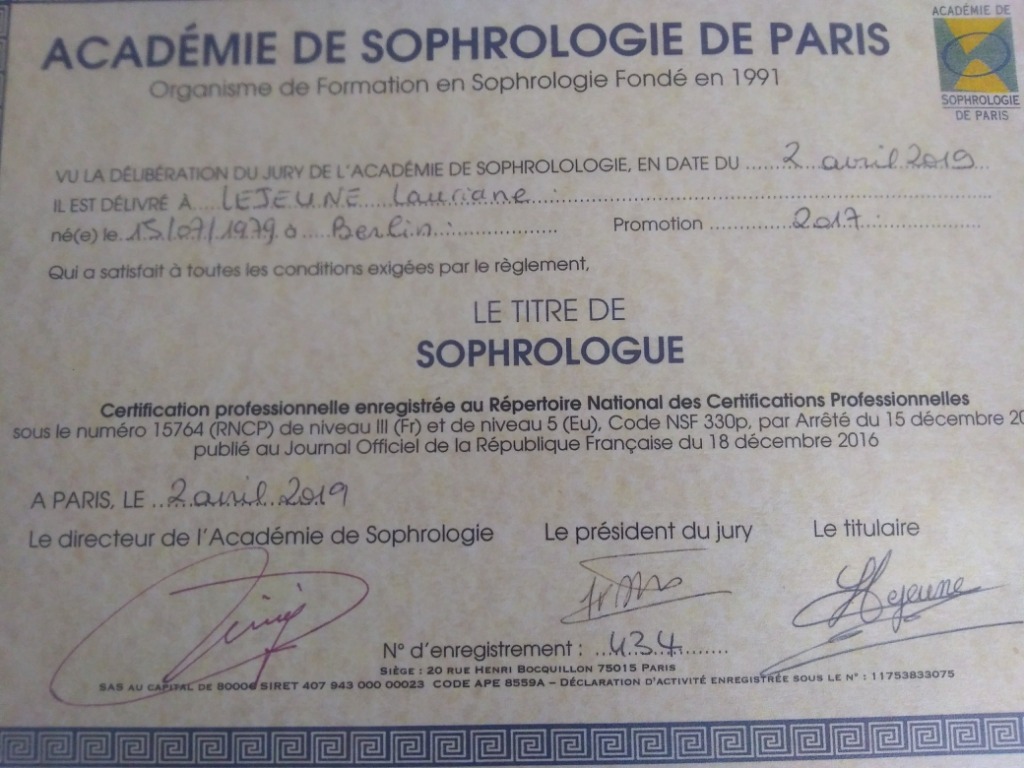 ACADÉMIE DE SOPHROLOGIE DE PARIS
Organisme de Formation en Sophrologie Fondé en 1991
ACADÉMIE DE
SOPHROLOGIE
DE PARIS
VU LA DÉLIBÉRATION DU JURY DE L'ACADÉMIE DE SOPHROLOLOGIE, EN DATE DU ......2 avril 2019...
IL EST DÉLIVRÉ À ....LEJEUNE Lauriane..........
né(e) le..15/07/1979 à ....Berlin.:............... Promotion ...............2017.:...............
Qui a satisfait à toutes les conditions exigées par le règlement,
LE TITRE DE
SOPHROLOGUE
Certification professionnelle enregistrée au Répertoire National des Certifications Professionnelles
sous le numéro 15764 (RNCP) de niveau III (Fr) et de niveau 5 (Eu), Code NSF 330p, par Arrêté du 15 décembre 20
publié au Journal Officiel de la République Française du 18 décembre 2016
A PARIS, LE ..2 avril 2019
Le directeur de l'Académie de Sophrologie Le président du jury Le titulaire
Lejeune
N° d'enregistrement : ..434........
SIÈGE : 20 RUE HENRI BOCQUILLON 75015 PARIS
SAS AU CAPITAL DE 8000€ SIRET 407 943 000 00023 CODE APE 8559A – DÉCLARATION D'ACTIVITÉ ENREGISTRÉE SOUS LE N° : 11753833075